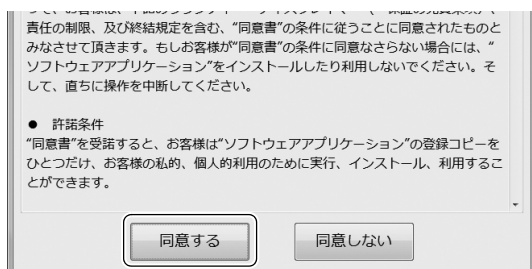 責任の制限、及び終結規定を含む、“同意書”の条件に従うことに同意されたものと
みなさせて頂きます。もしお客様が“同意書”の条件に同意なさらない場合には、“
ソフトウェアアプリケーション”をインストールしたり利用しないでください。そ
して、直ちに操作を中断してください。
● 許諾条件
“同意書”を受諾すると、お客様は“ソフトウェアアプリケーション”の登録コピーを
ひとつだけ、お客様の私的、個人的利用のために実行、インストール、利用するこ
とができます。
同意する
同意しない